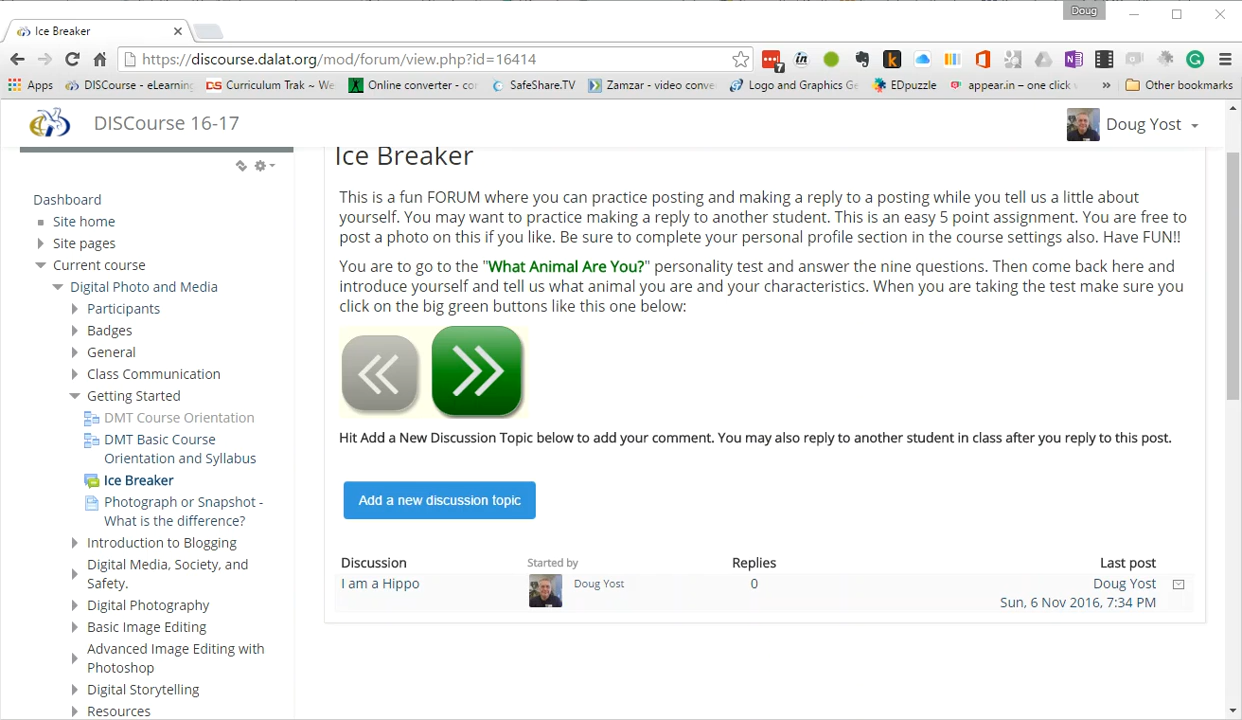 Doug
Ice Breaker
https://discourse.dalat.org/mod/forum/view.php?id=16414
7
Apps DISCourse - eLearning CS Curriculum Trak ~ We Online converter - co SafeShare.TV Zamzar - video conve Logo and Graphics Ge EDpuzzle appear.in – one click Other bookmarks
DISCourse 16-17
Doug Yost
Dashboard
Site home
Site pages
Current course
Digital Photo and Media
Participants
Badges
General
Class Communication
Getting Started
DMT Course Orientation
DMT Basic Course
Orientation and Syllabus
Ice Breaker
Photograph or Snapshot -
What is the difference?
Introduction to Blogging
Digital Media, Society, and
Safety.
Digital Photography
Basic Image Editing
Advanced Image Editing with
Photoshop
Digital Storytelling
Resources
Ice Breaker
This is a fun FORUM where you can practice posting and making a reply to a posting while you tell us a little about
yourself. You may want to practice making a reply to another student. This is an easy 5 point assignment. You are free to
post a photo on this if you like. Be sure to complete your personal profile section in the course settings also. Have FUN!!
You are to go to the "What Animal Are You?" personality test and answer the nine questions. Then come back here and
introduce yourself and tell us what animal you are and your characteristics. When you are taking the test make sure you
click on the big green buttons like this one below:
Hit Add a New Discussion Topic below to add your comment. You may also reply to another student in class after you reply to this post.
Add a new discussion topic
Discussion Started by Replies Last post
I am a Hippo Doug Yost 0 Doug Yost
Sun, 6 Nov 2016, 7:34 PM